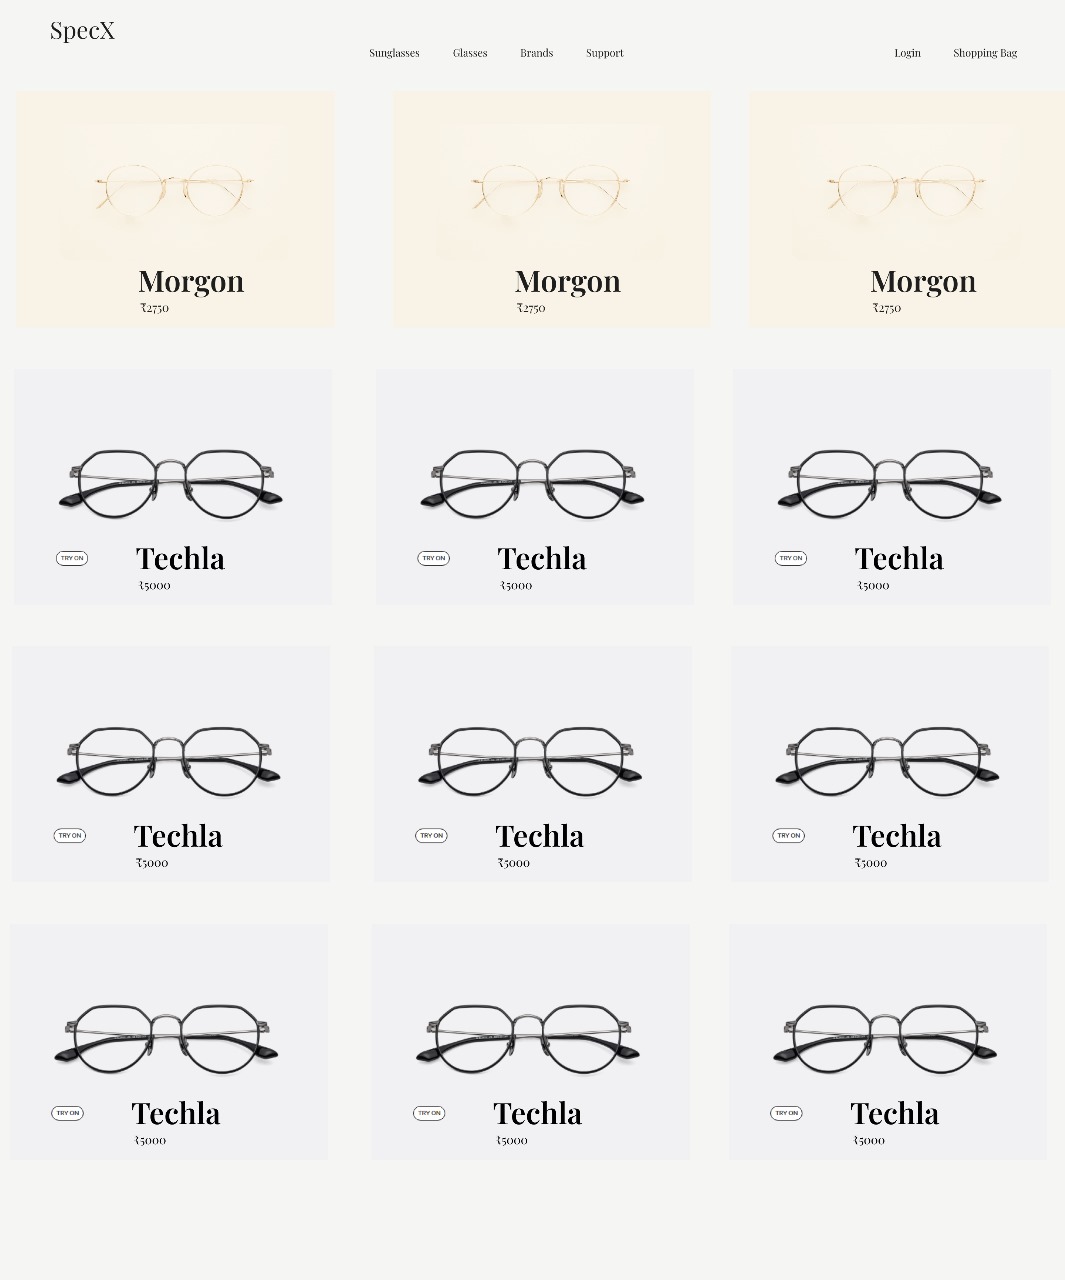 SpecX
Sunglasses Glasses Brands Support Login Shopping Bag
Morgon Morgon Morgon
₹2750 ₹2750 ₹2750
TRY ON Techla TRY ON Techla TRY ON Techla
₹5000 ₹5000 ₹5000
TRY ON Techla TRY ON Techla TRY ON Techla
₹5000 ₹5000 ₹5000
TRY ON Techla TRY ON Techla TRY ON Techla
₹5000 ₹5000 ₹5000